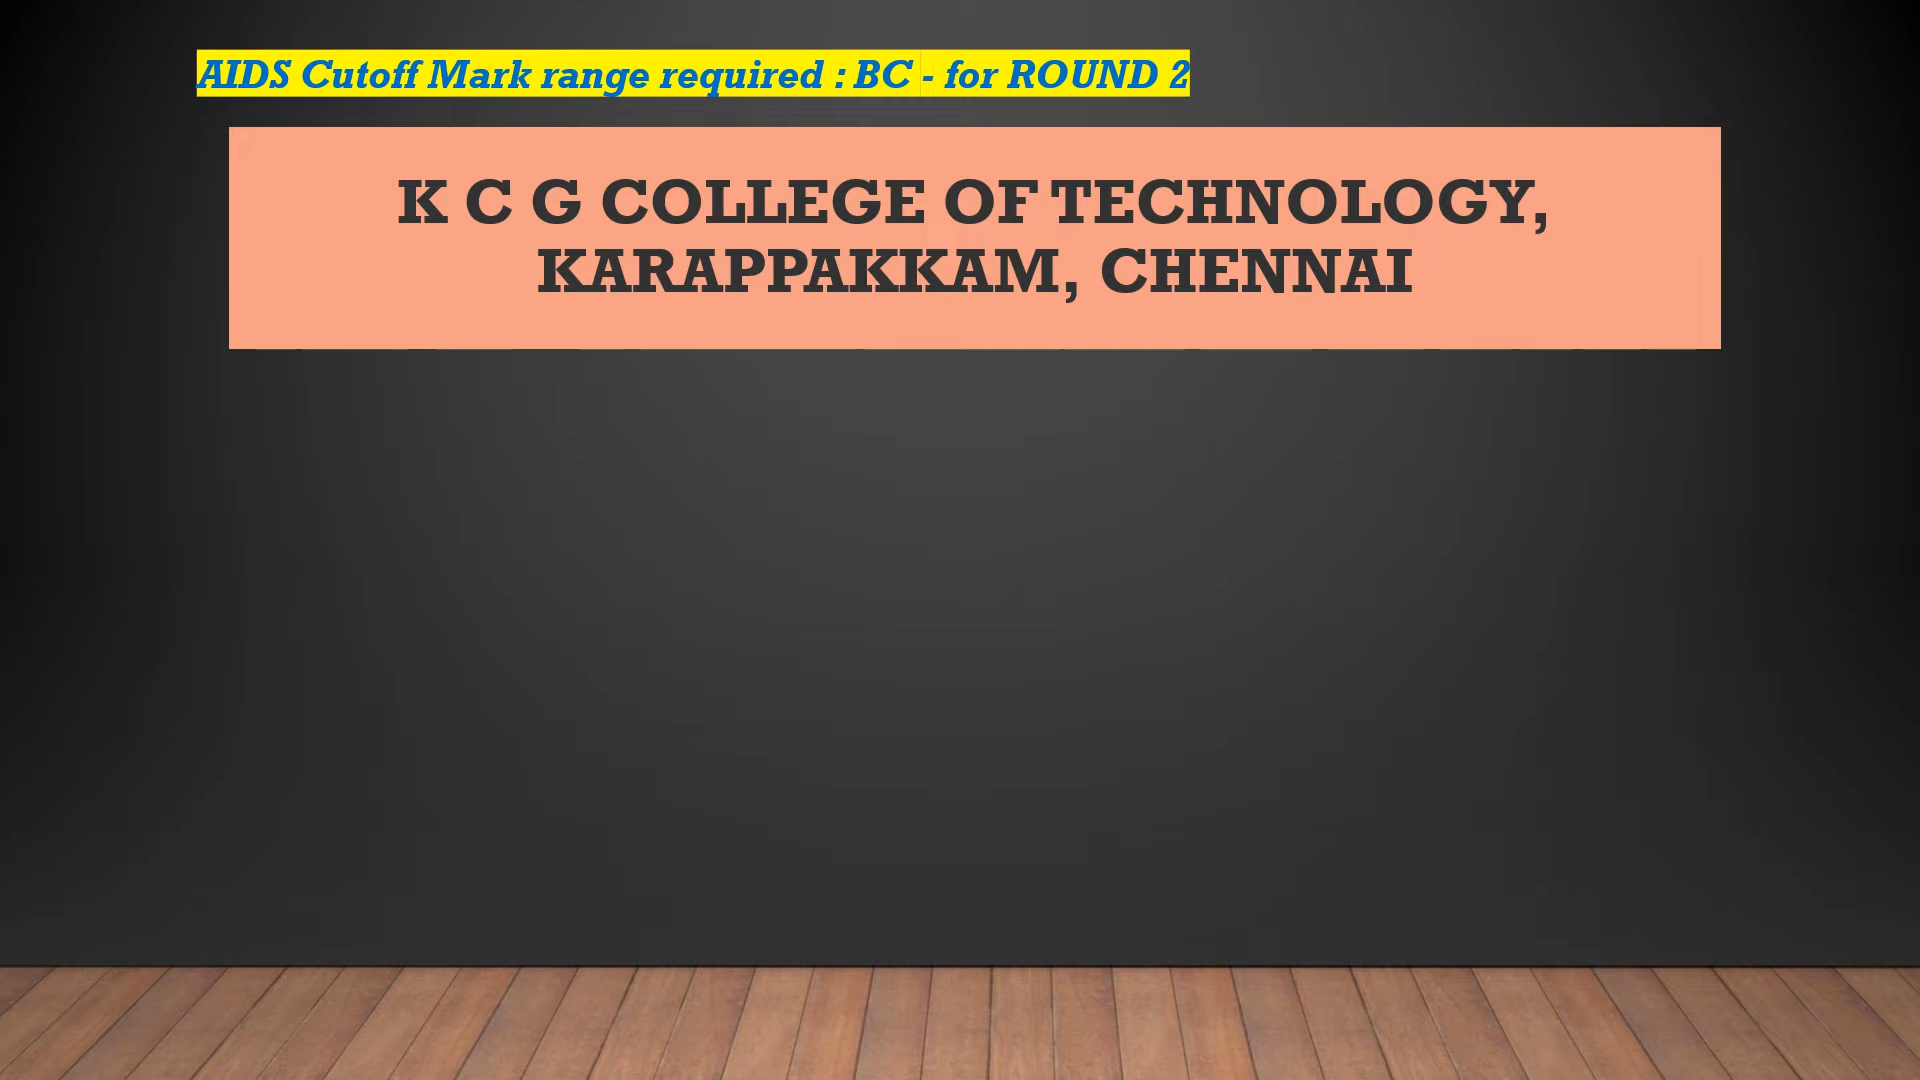 AIDS Cutoff Mark range required : BC - for ROUND 2
K C G COLLEGE OF TECHNOLOGY,
KARAPPAKKAM, CHENNAI